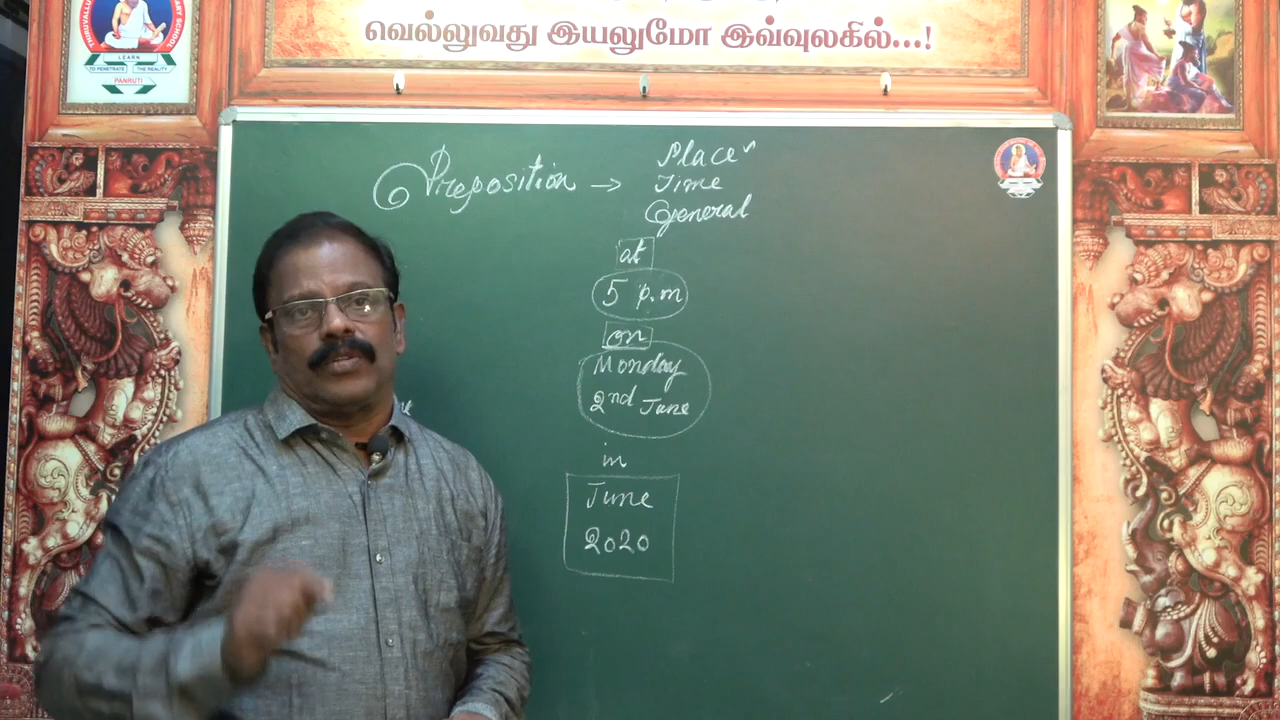 வெல்லுவது இயலுமோ இவ்வுலகில்...!
LEARN
TO PENETRATE THE REALITY
PANRUTI
Preposition → Place
Time
General
at
5 p.m
on
Monday
2nd June
in
June
2020